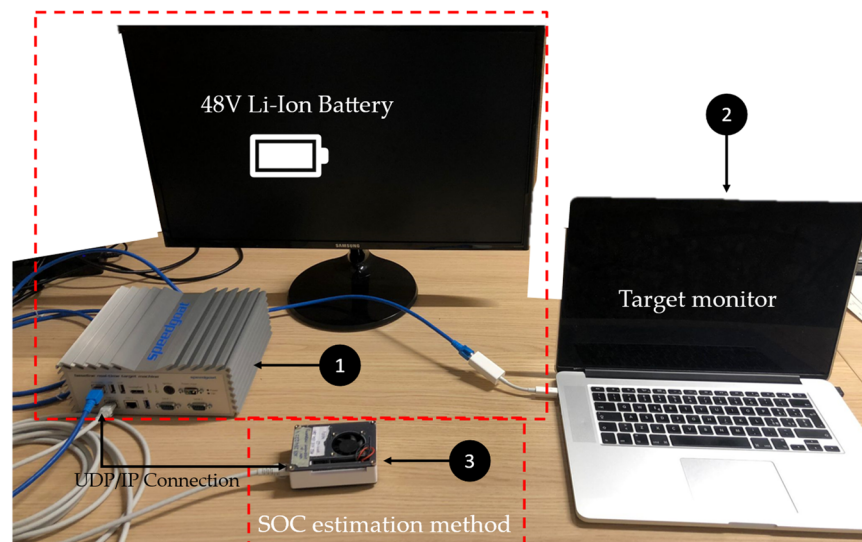 48V Li-Ion Battery
2
SAMSUNG
Target monitor
speedgoat
1
3
UDP/IP Connection
SOC estimation method